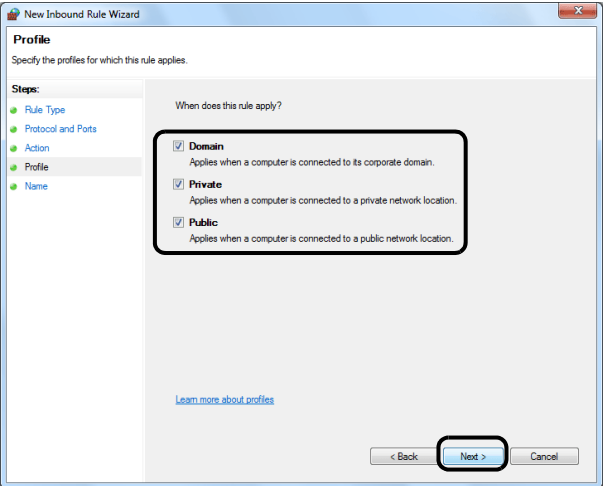 New Inbound Rule Wizard
Profile
Specify the profiles for which this rule applies.
Steps:
Rule Type
Protocol and Ports
Action
Profile
Name
When does this rule apply?
Domain
Applies when a computer is connected to its corporate domain.
Private
Applies when a computer is connected to a private network location.
Public
Applies when a computer is connected to a public network location.
Learn more about profiles
< Back
Next >
Cancel